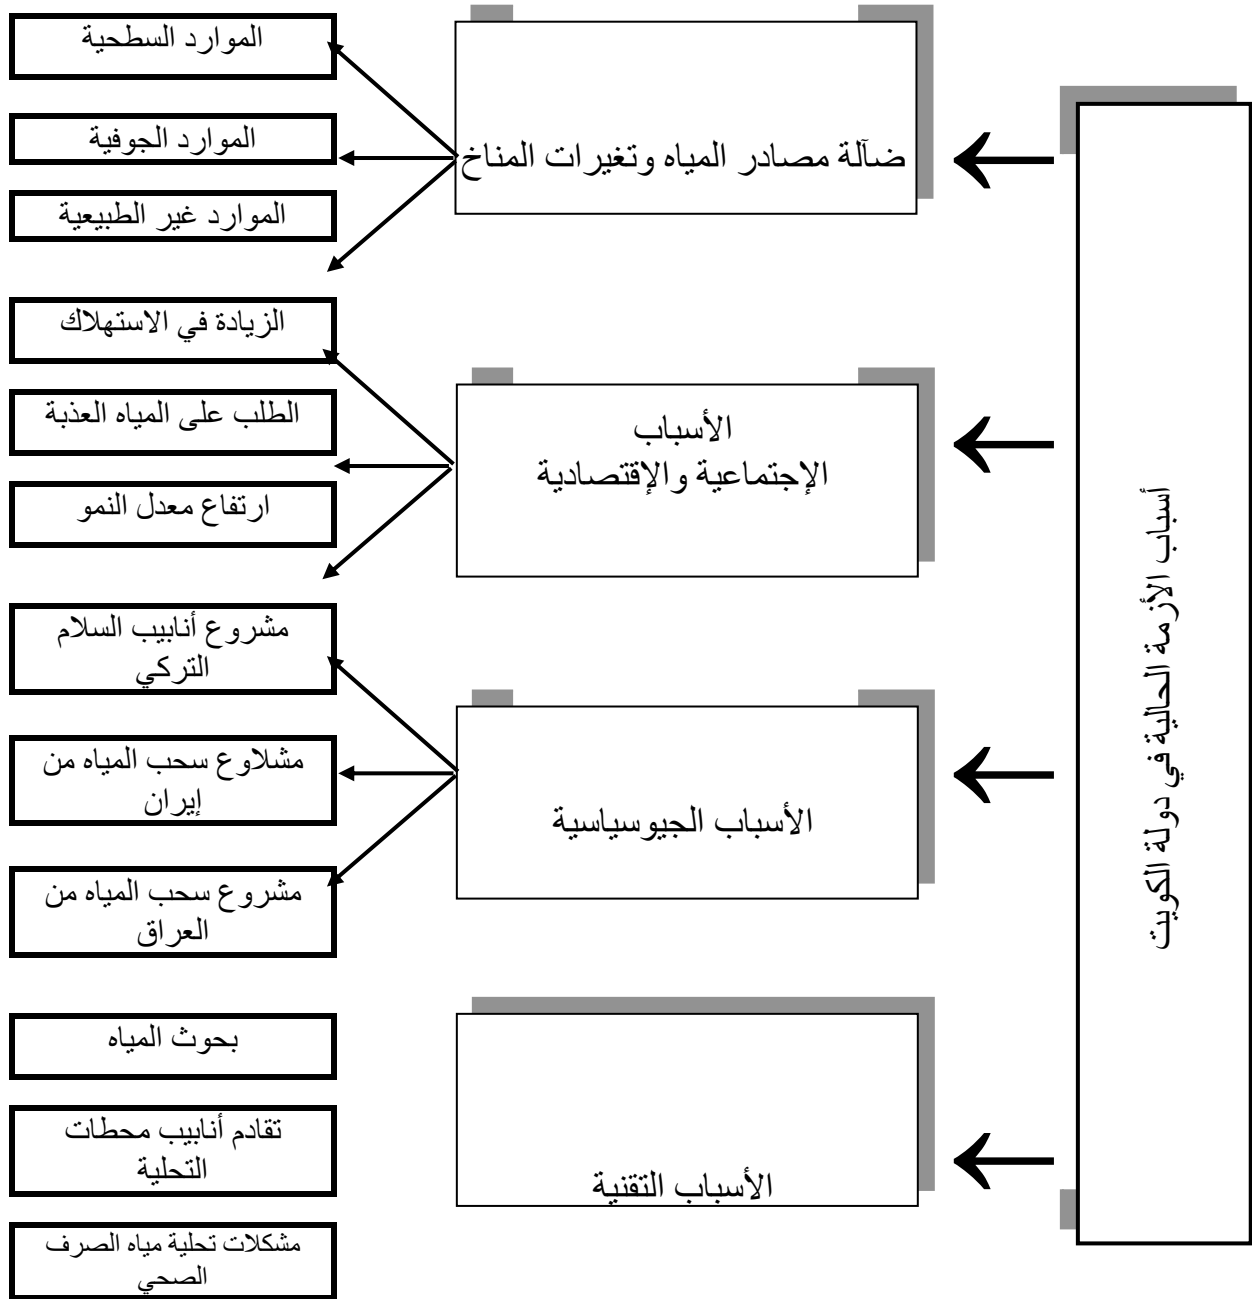 أسباب الأزمة الحالية في دولة الكويت
ضآلة مصادر المياه وتغيرات المناخ
الموارد السطحية
الموارد الجوفية
الموارد غير الطبيعية
الأسباب
الإجتماعية والإقتصادية
الزيادة في الاستهلاك
الطلب على المياه العذبة
ارتفاع معدل النمو
الأسباب الجيوسياسية
مشروع أنابيب السلام
التركي
مشلاوع سحب المياه من
إيران
مشروع سحب المياه من
العراق
الأسباب التقنية
بحوث المياه
تقادم أنابيب محطات
التحلية
مشكلات تحلية مياه الصرف
الصحي